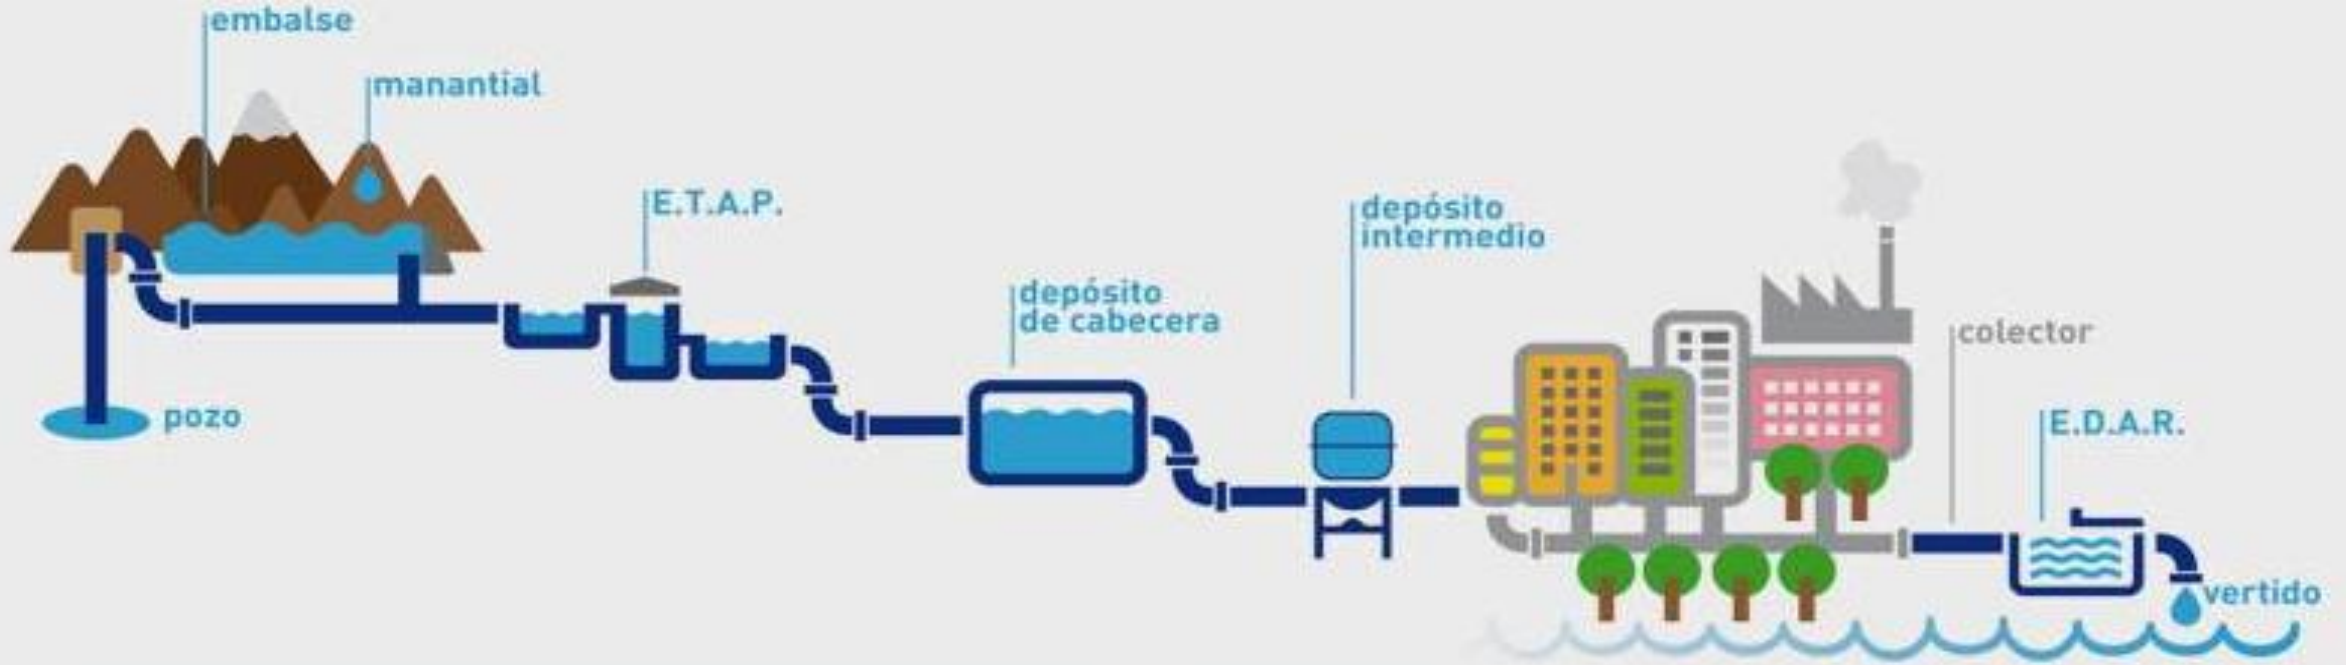 embalse
manantial
E.T.A.P.
depósito
intermedio
depósito
de cabecera
colector
pozo
E.D.A.R.
vertido